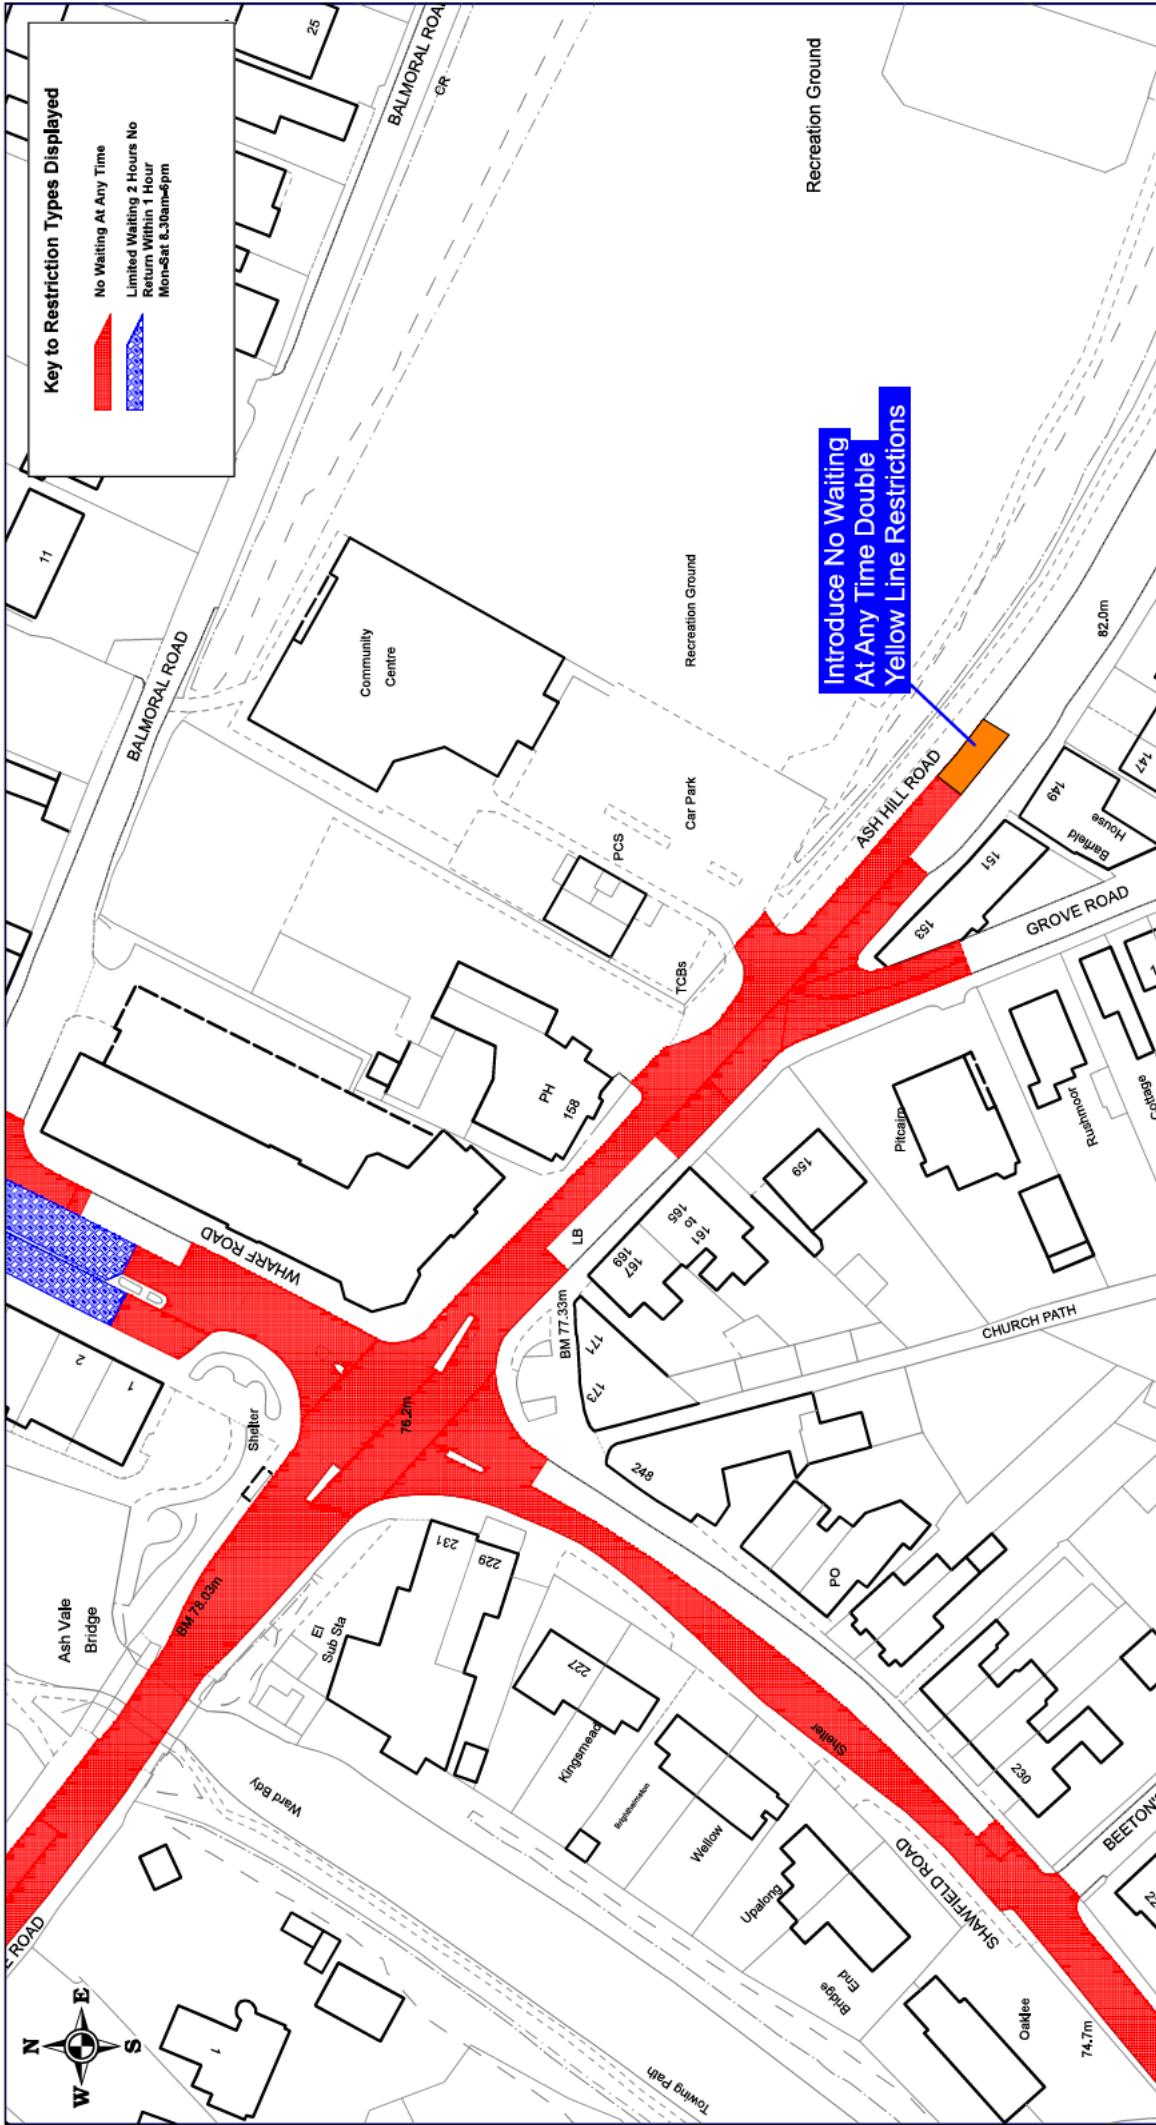 Key to Restriction Types Displayed
No Waiting At Any Time
Limited Waiting 2 Hours No
Return Within 1 Hour
Mon-Sat 8.30am-6pm
25
BALMORAL ROAD
CR
Recreation Ground
11
BALMORAL ROAD
Community
Centre
Recreation Ground
Introduce No Waiting
At Any Time Double
Yellow Line Restrictions
82.0m
ASH HILL ROAD
Car Park
PCS
TCBs
147
149
Barfield
House
151
153
GROVE ROAD
PH
158
Pitcairn
Rushmoor
Cottage
159
165
to
161
167
169
LB
BM 77.33m
171
173
CHURCH PATH
WHARF ROAD
2
1
Shelter
76.2m
248
PO
Ash Vale
Bridge
BM 78.03m
El
Sub Sta
231
229
227
Kingsmead
Brighthelmston
Wellow
Upalong
Bridge
End
Oaklee
Shelter
SHAWFIELD ROAD
230
BEETON'S
74.7m
Ward Bdy
Towing Path
ROAD
1
N
E
S
W